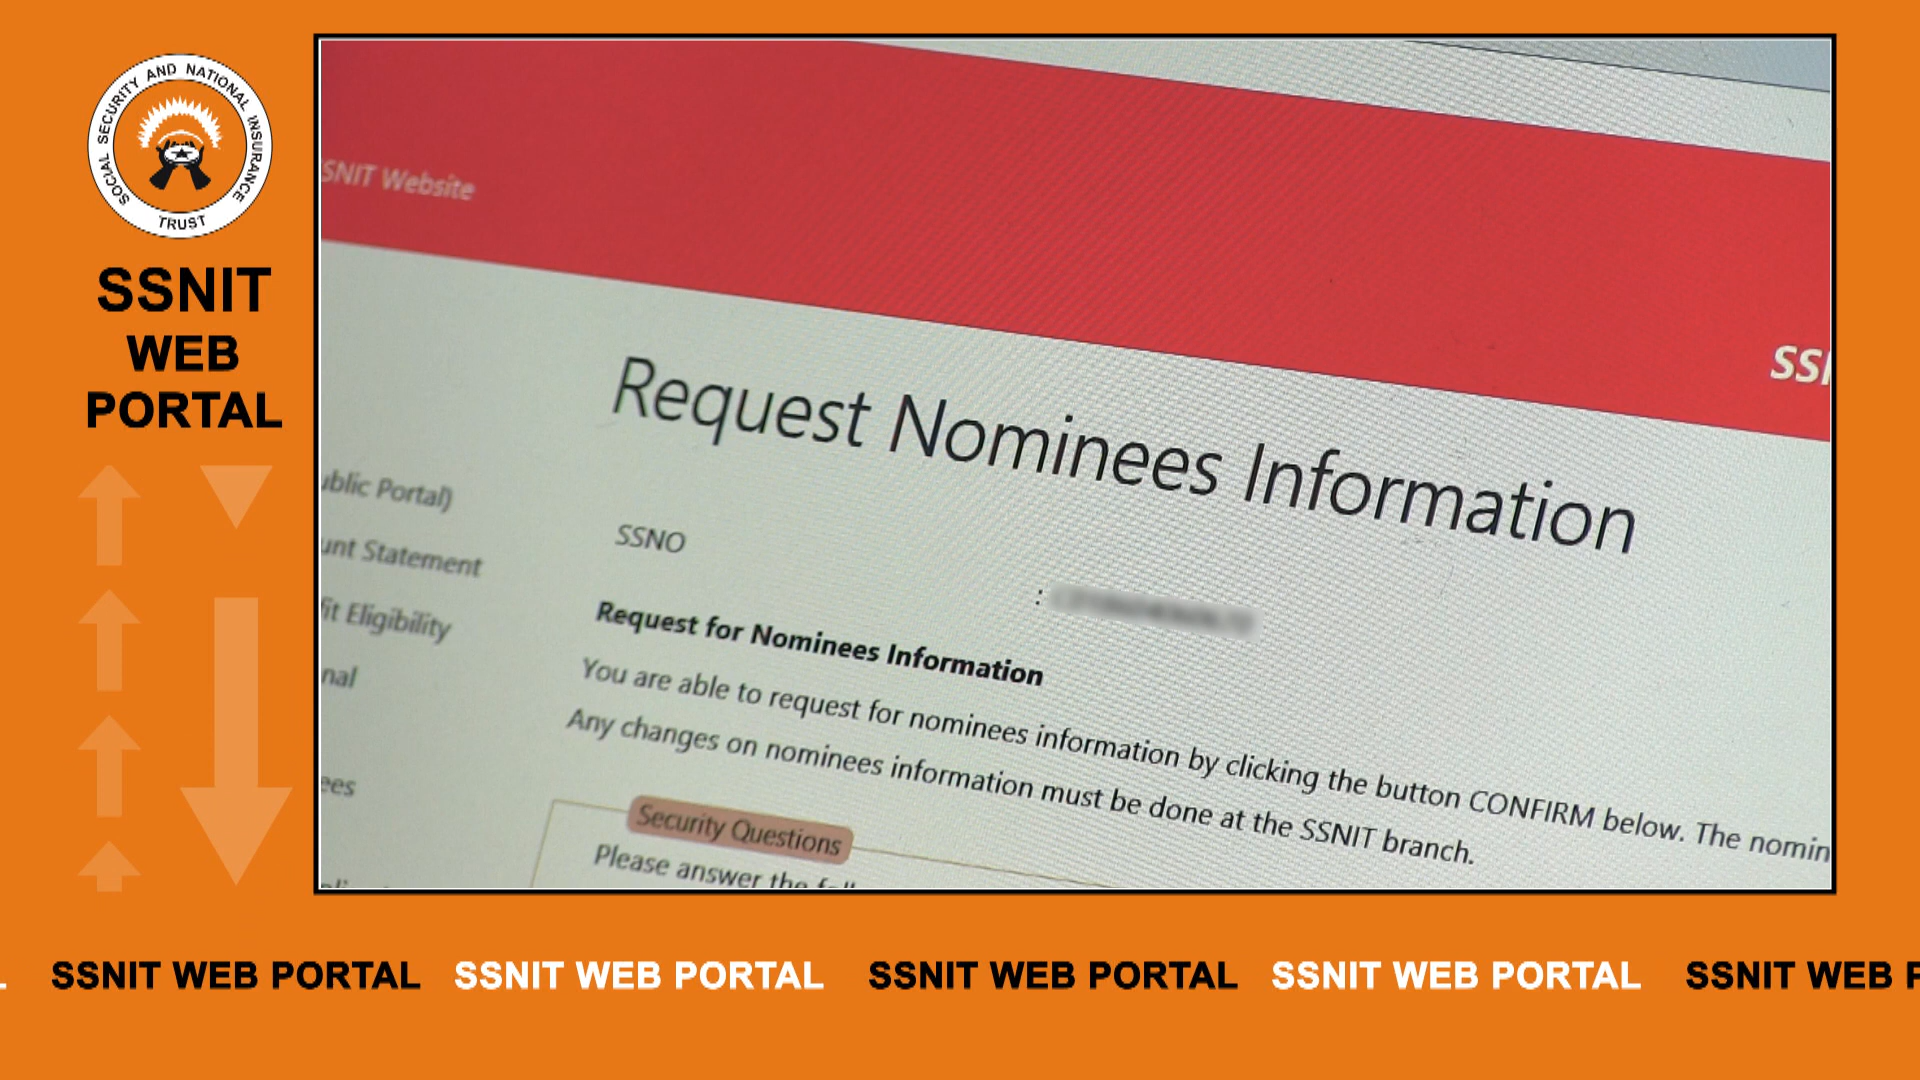 SOCIAL SECURITY AND NATIONAL INSURANCE
TRUST
SSNIT
WEB
PORTAL
SNIT Website
SS
Request Nominees Information
SSNO
:
Request for Nominees Information
You are able to request for nominees information by clicking the button CONFIRM below. The nomin
Any changes on nominees information must be done at the SSNIT branch.
Security Questions
Please answer the
ublic Portal)
unt Statement
fit Eligibility
nal
ees
SSNIT WEB PORTAL SSNIT WEB PORTAL SSNIT WEB PORTAL SSNIT WEB PORTAL SSNIT WEB P